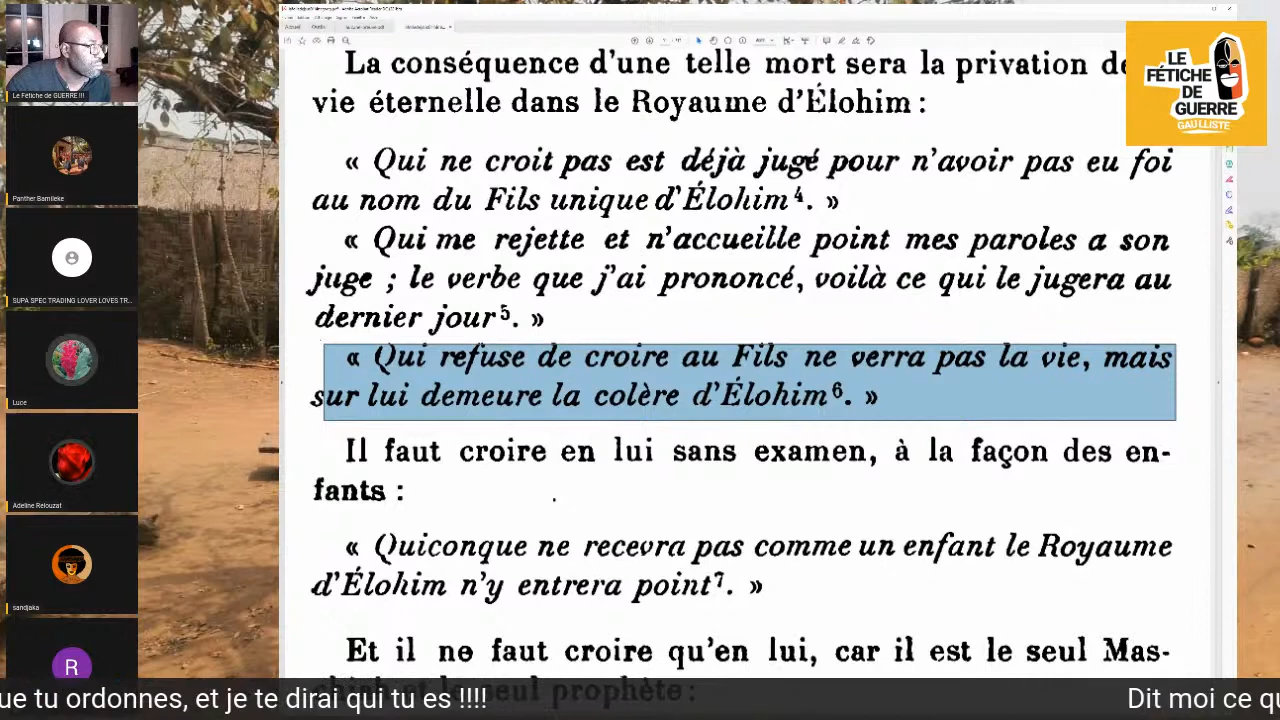 Le Fétiche de GUERRE !!!
Panther Bamileke
SUPA SPEC TRADING LOVER LOVES TR...
Luce
Adeline Relouzat
sandjaka
R
LE
FÉTICHE
DE
GUERRE
GAULLISTE
La conséquence d'une telle mort sera la privation de
vie éternelle dans le Royaume d'Élohim :
« Qui ne croit pas est déjà jugé pour n'avoir pas eu foi
au nom du Fils unique d'Élohim⁴. »
« Qui me rejette et n'accueille point mes paroles a son
juge ; le verbe que j'ai prononcé, voilà ce qui le jugera au
dernier jour⁵. »
« Qui refuse de croire au Fils ne verra pas la vie, mais
sur lui demeure la colère d'Élohim⁶. »
Il faut croire en lui sans examen, à la façon des en-
fants :
« Quiconque ne recevra pas comme un enfant le Royaume
d'Élohim n'y entrera point⁷. »
Et il ne faut croire qu'en lui, car il est le seul Mas-
chiah et le seul prophète :
ue tu ordonnes, et je te dirai qui tu es !!!!
Dit moi ce qu